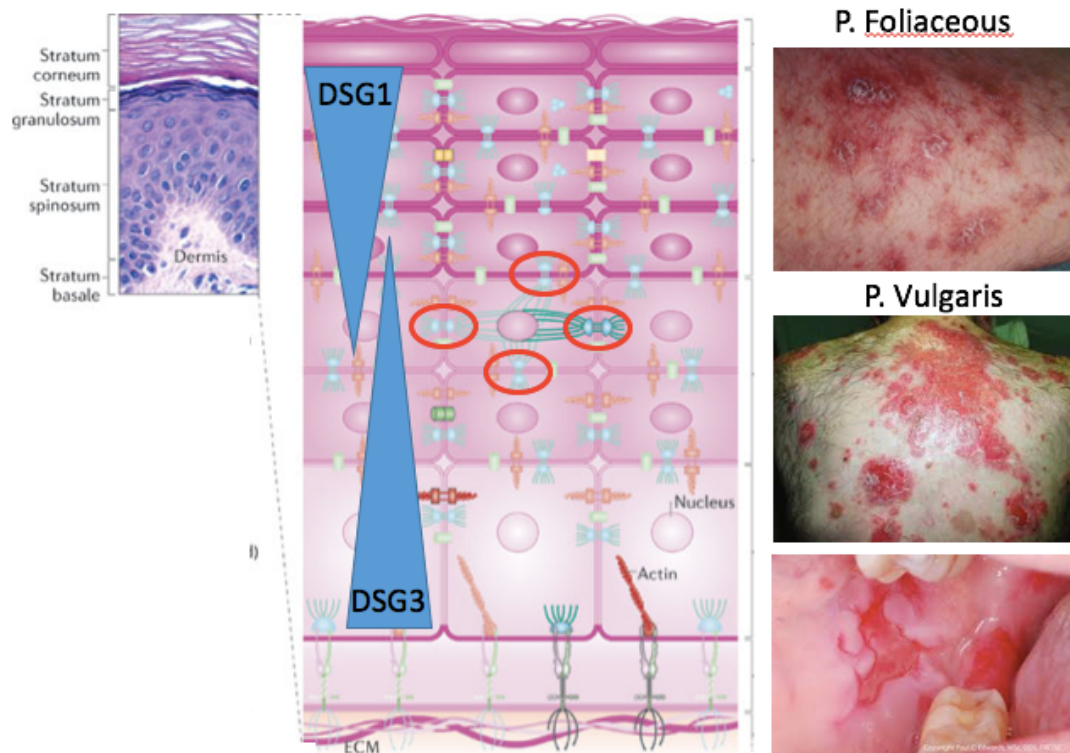 Stratum
corneum
Stratum
granulosum
Stratum
spinosum
Dermis
Stratum
basale
DSG1
DSG3
Nucleus
Actin
ECM
P. Foliaceous
P. Vulgaris